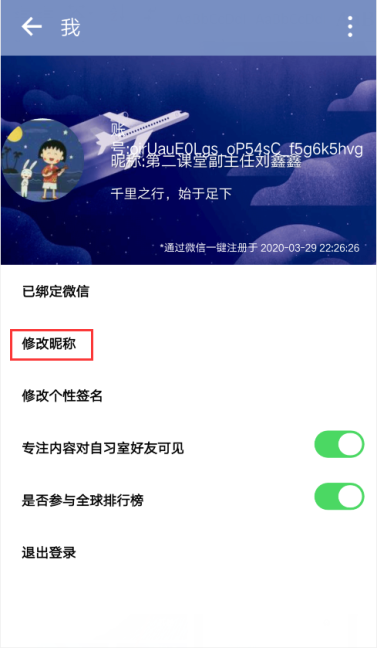 我
账
号:ojrUauE0Lgs_oP54sC_f5g6k5hvg
昵称:第二课堂副主任刘鑫鑫
千里之行，始于足下
*通过微信一键注册于 2020-03-29 22:26:26
已绑定微信
修改昵称
修改个性签名
专注内容对自习室好友可见
是否参与全球排行榜
退出登录